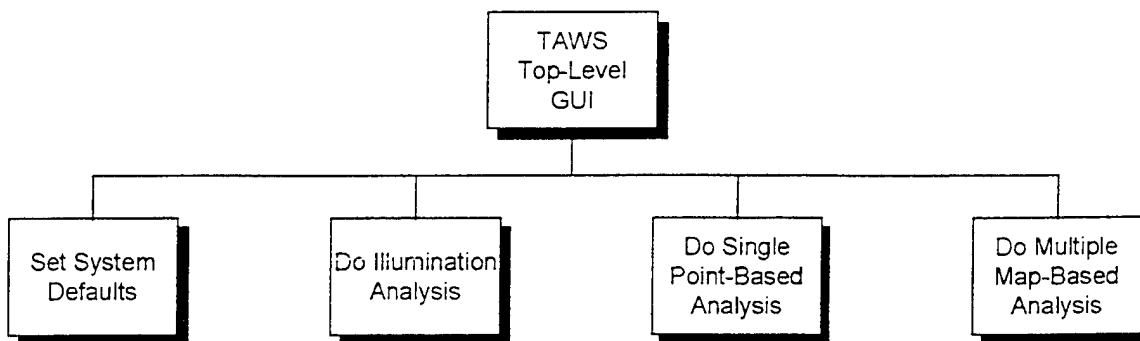 TAWS
Top-Level
GUI
Set System
Defaults
Do Illumination
Analysis
Do Single
Point-Based
Analysis
Do Multiple
Map-Based
Analysis